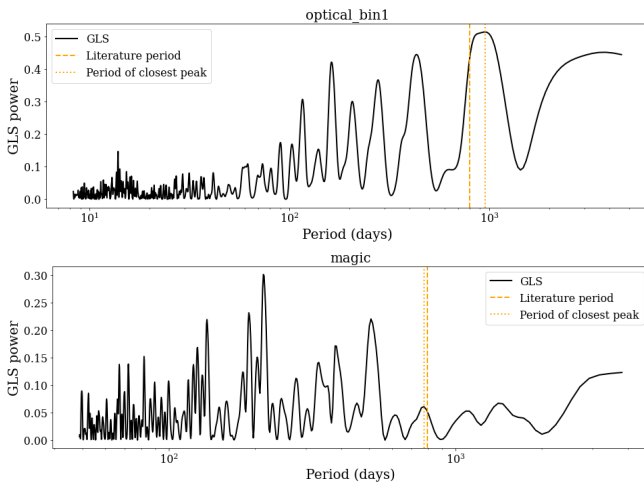 optical_bin1
GLS
Literature period
Period of closest peak
GLS power
0.5
0.4
0.3
0.2
0.1
0.0
10¹
10²
10³
Period (days)
magic
GLS
Literature period
Period of closest peak
GLS power
0.30
0.25
0.20
0.15
0.10
0.05
0.00
10²
10³
Period (days)